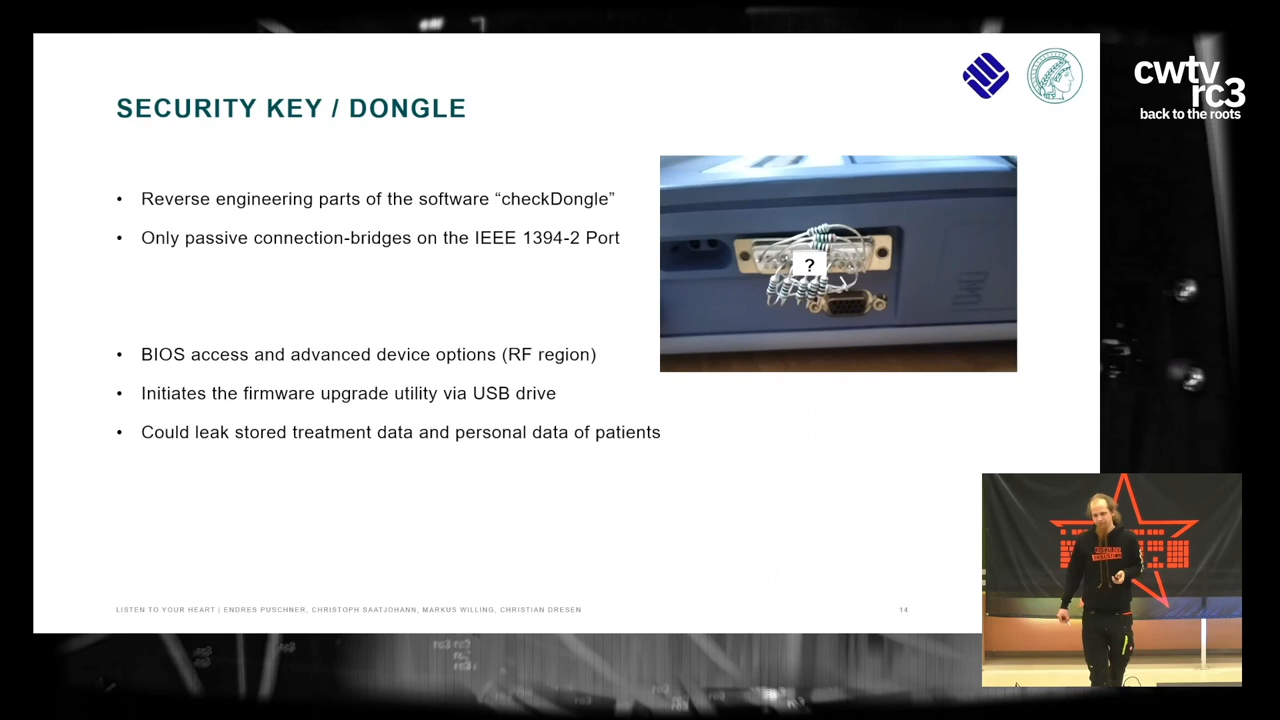 cwtv
rc3
back to the roots
SECURITY KEY / DONGLE
• Reverse engineering parts of the software “checkDongle”
• Only passive connection-bridges on the IEEE 1394-2 Port
?
• BIOS access and advanced device options (RF region)
• Initiates the firmware upgrade utility via USB drive
• Could leak stored treatment data and personal data of patients
LISTEN TO YOUR HEART | ENDRES PUSCHNER, CHRISTOPH SAATJOHANN, MARKUS WILLING, CHRISTIAN DRESEN
14
rc3 rc3